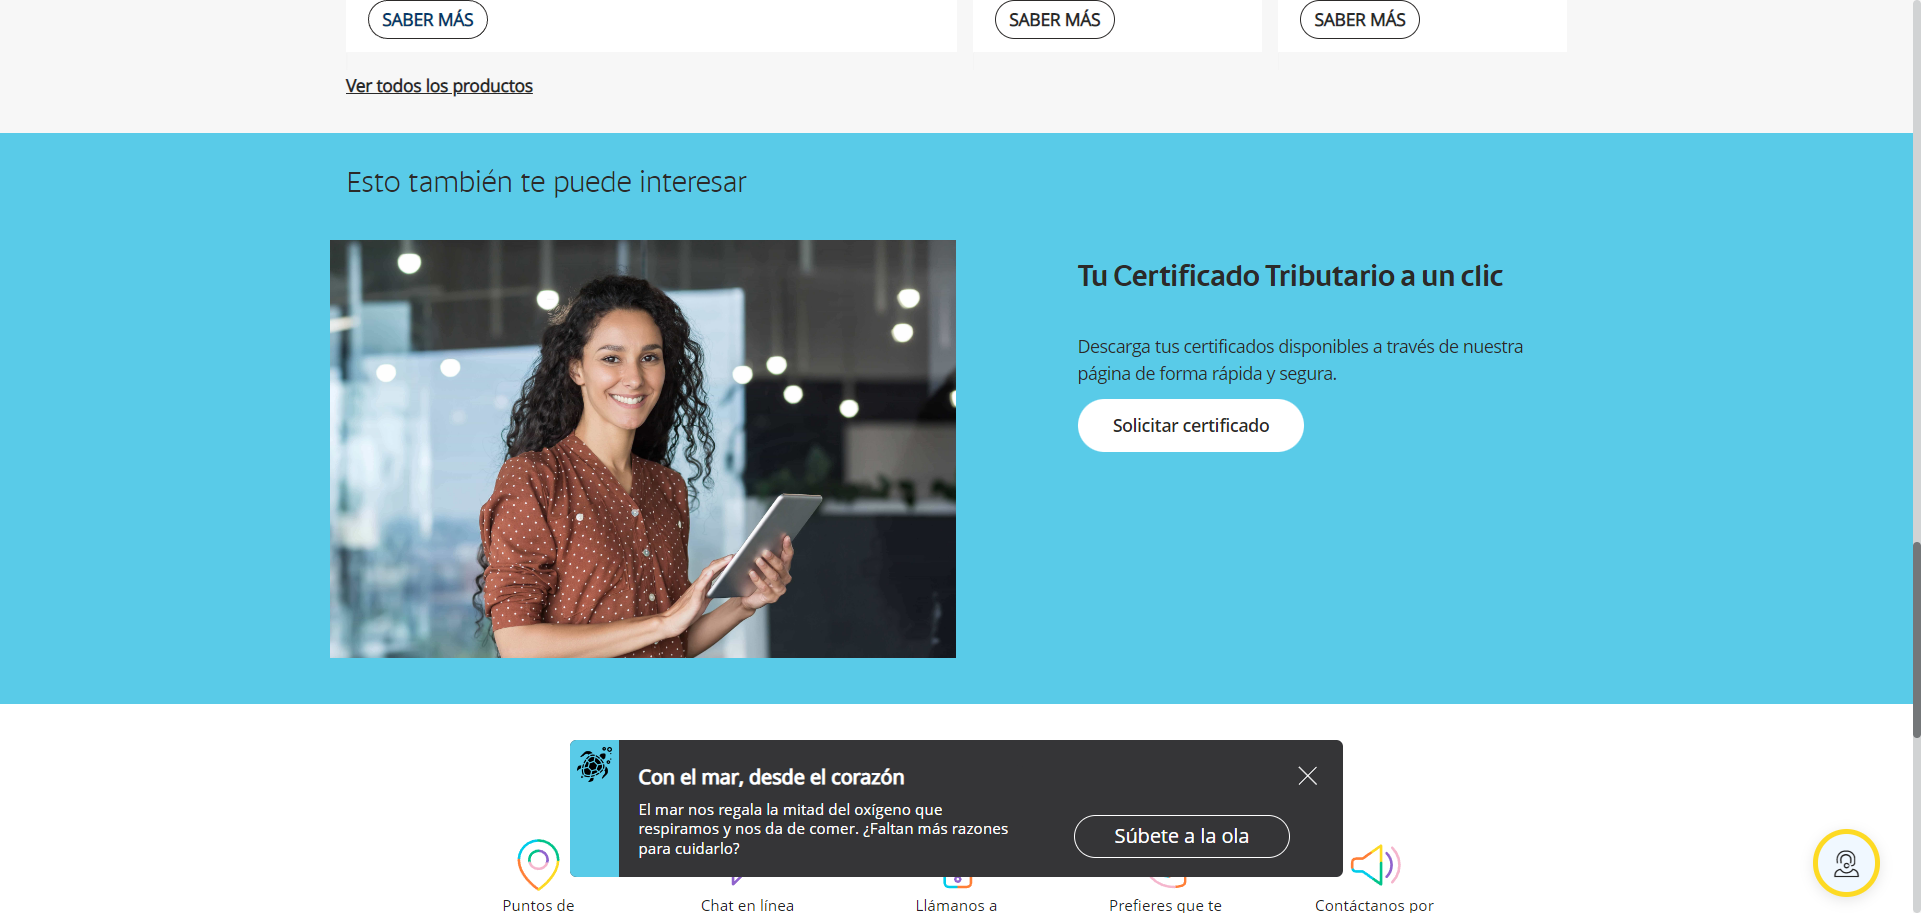 SABER MÁS
SABER MÁS
SABER MÁS
Ver todos los productos
Esto también te puede interesar
Tu Certificado Tributario a un clic
Descarga tus certificados disponibles a través de nuestra
página de forma rápida y segura.
Solicitar certificado
Con el mar, desde el corazón
El mar nos regala la mitad del oxígeno que
respiramos y nos da de comer. ¿Faltan más razones
para cuidarlo?
Súbete a la ola
Puntos de
Chat en línea
Llámanos a
Prefieres que te
Contáctanos por